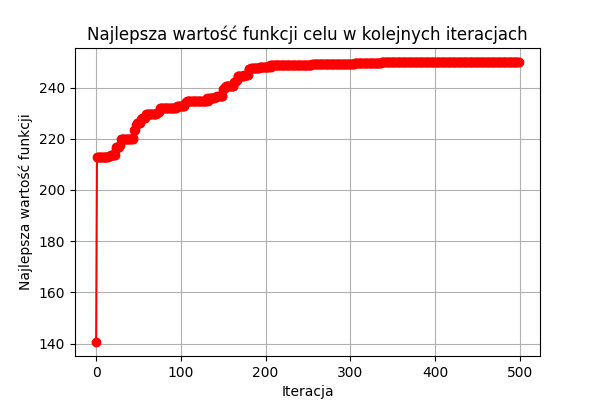 Najlepsza wartość funkcji celu w kolejnych iteracjach
Najlepsza wartość funkcji
240
220
200
180
160
140
0 100 200 300 400 500
Iteracja